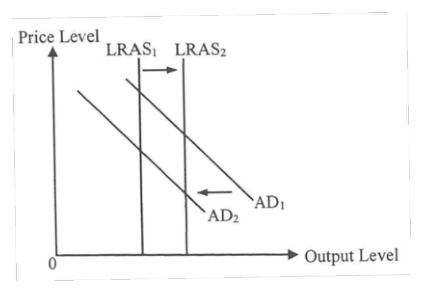 Price Level
LRAS₁ LRAS₂
AD₁
AD₂
Output Level
0